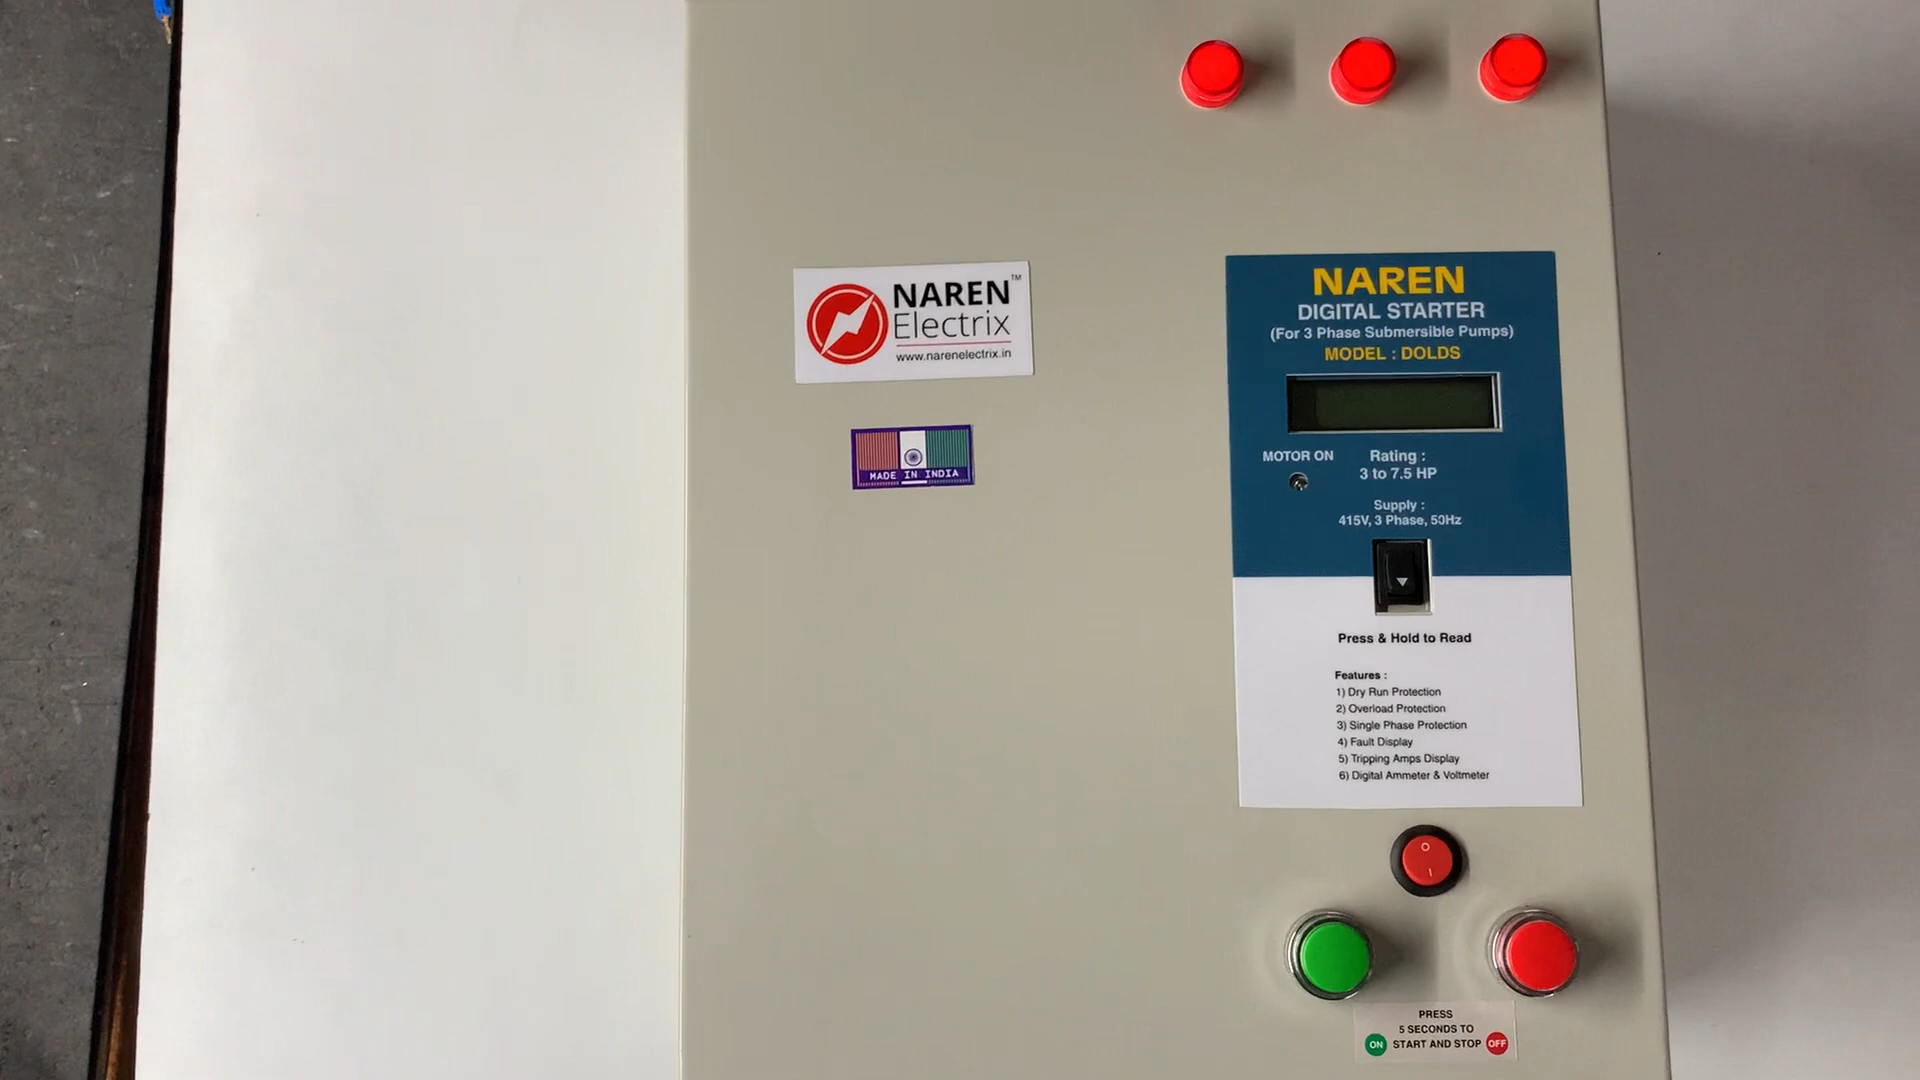 NAREN™
Electrix
www.narenelectrix.in
MADE IN INDIA
NAREN
DIGITAL STARTER
(For 3 Phase Submersible Pumps)
MODEL : DOLDS
MOTOR ON
Rating :
3 to 7.5 HP
Supply :
415V, 3 Phase, 50Hz
Press & Hold to Read
Features :
1) Dry Run Protection
2) Overload Protection
3) Single Phase Protection
4) Fault Display
5) Tripping Amps Display
6) Digital Ammeter & Voltmeter
O
I
PRESS
5 SECONDS TO
ON START AND STOP OFF